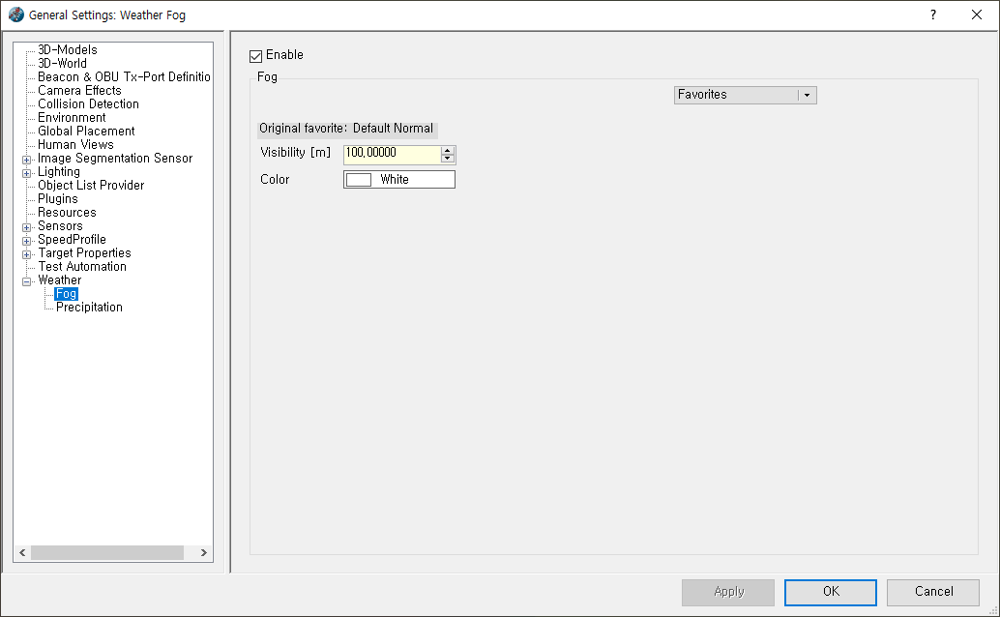 General Settings: Weather Fog
?
3D-Models
3D-World
Beacon & OBU Tx-Port Definitio
Camera Effects
Collision Detection
Environment
Global Placement
Human Views
Image Segmentation Sensor
Lighting
Object List Provider
Plugins
Resources
Sensors
SpeedProfile
Target Properties
Test Automation
Weather
Fog
Precipitation
Enable
Fog
Favorites
Original favorite: Default Normal
Visibility [m] 100,00000
Color White
Apply OK Cancel